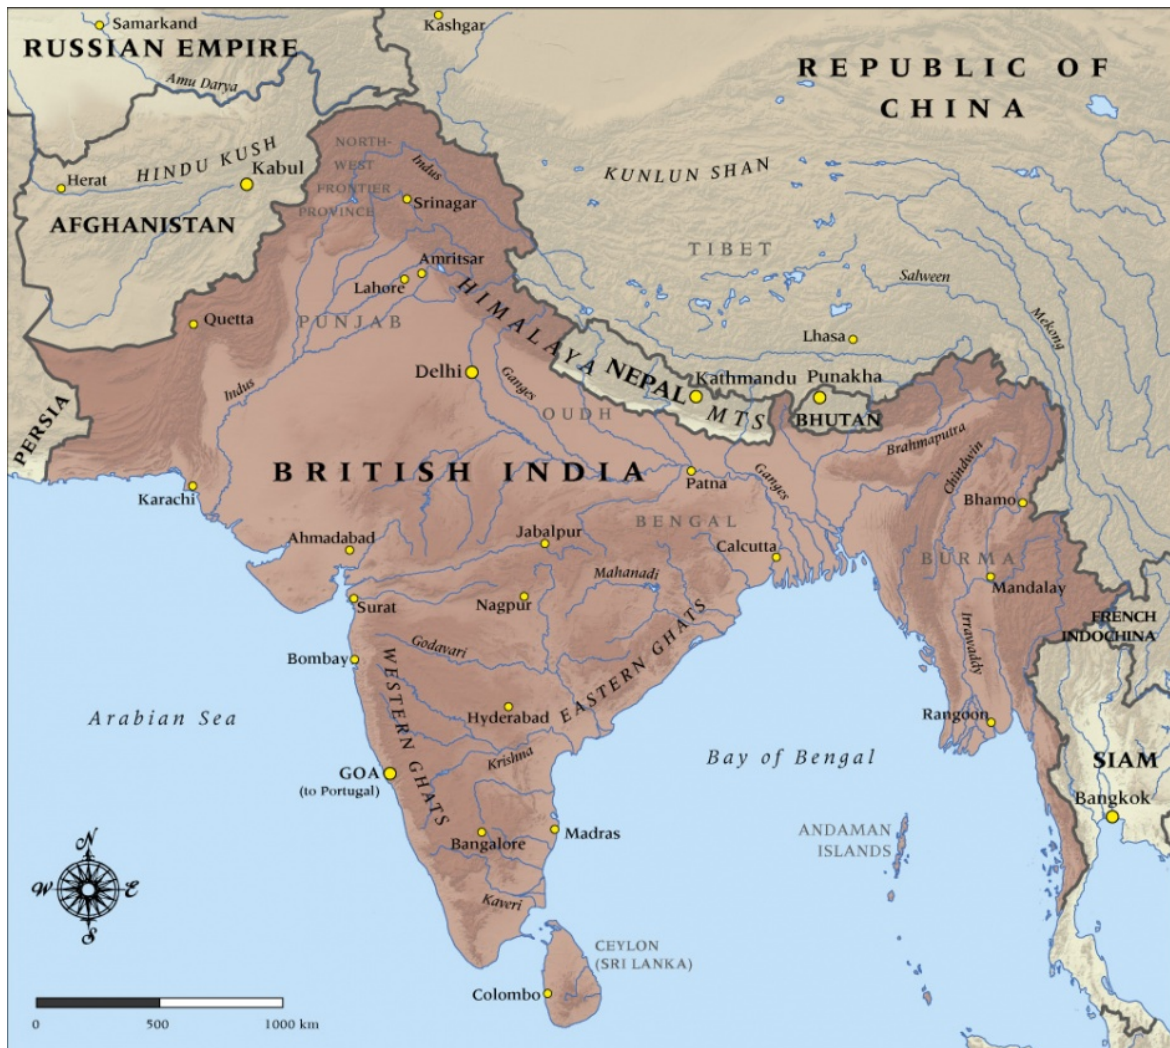 Samarkand
Kashgar
RUSSIAN EMPIRE
REPUBLIC OF
CHINA
Amu Darya
HINDU KUSH
NORTH-
WEST
FRONTIER
PROVINCE
Indus
Herat
Kabul
Srinagar
KUNLUN SHAN
AFGHANISTAN
TIBET
Amritsar
Lahore
Salween
Mekong
Quetta
PUNJAB
HIMALAYA
MTS
Lhasa
Delhi
Ganges
NEPAL
Kathmandu
Punakha
BHUTAN
OUDH
PERSIA
Indus
Brahmaputra
BRITISH INDIA
Patna
Ganges
Chindwin
Karachi
Bhamo
BENGAL
Ahmadabad
Jabalpur
Calcutta
BURMA
Mahanadi
Mandalay
Surat
Nagpur
FRENCH
INDOCHINA
Godavari
Irrawaddy
Bombay
WESTERN GHATS
EASTERN GHATS
Arabian Sea
Hyderabad
Rangoon
Krishna
Bay of Bengal
SIAM
GOA
(to Portugal)
Bangkok
Bangalore
Madras
ANDAMAN
ISLANDS
N
W
E
S
Kaveri
CEYLON
(SRI LANKA)
Colombo
0 500 1000 km